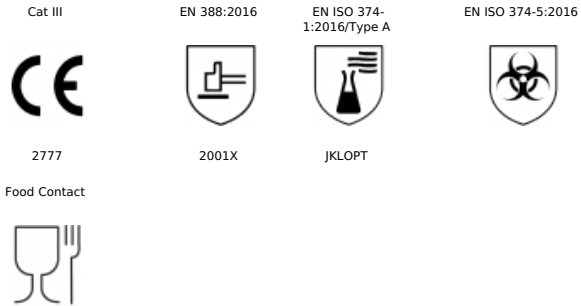 Cat III
EN 388:2016
EN ISO 374-
1:2016/Type A
EN ISO 374-5:2016
CE
2777
2001X
JKLOPT
Food Contact